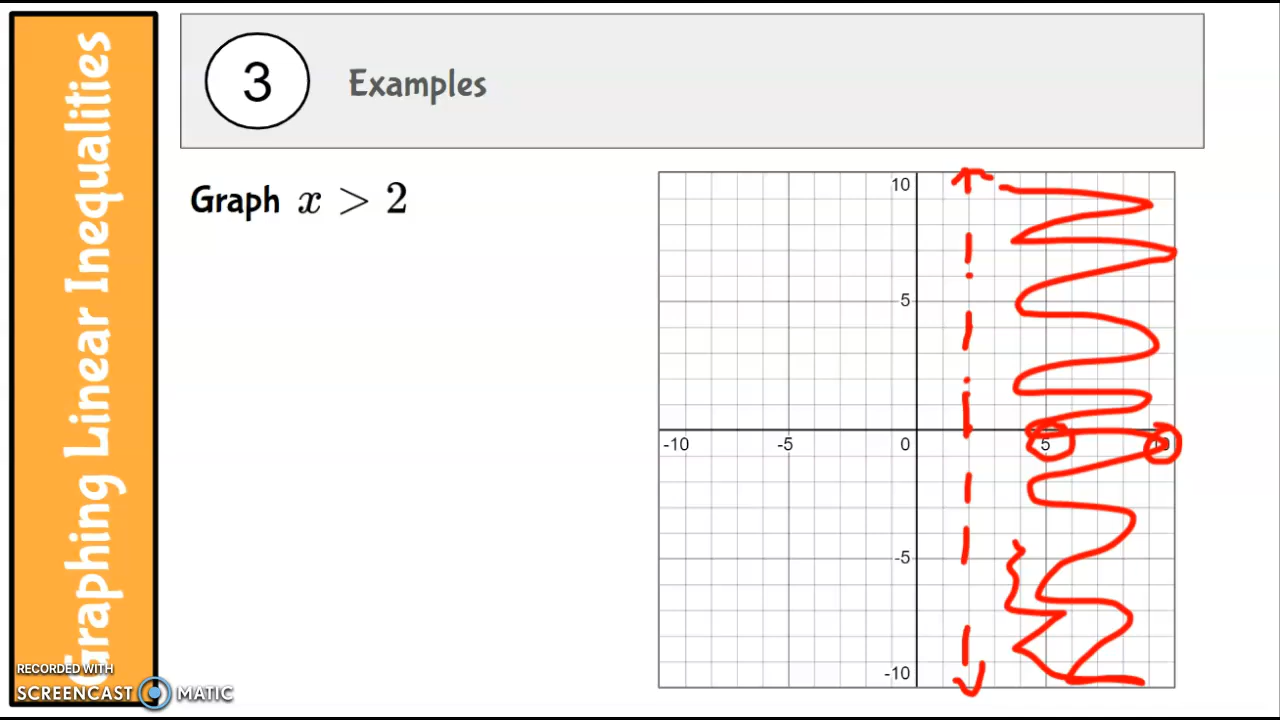 Graphing Linear Inequalities
3
Examples
Graph x > 2
10
5
-10 -5 0 5 10
-5
-10
RECORDED WITH
SCREENCAST MATIC